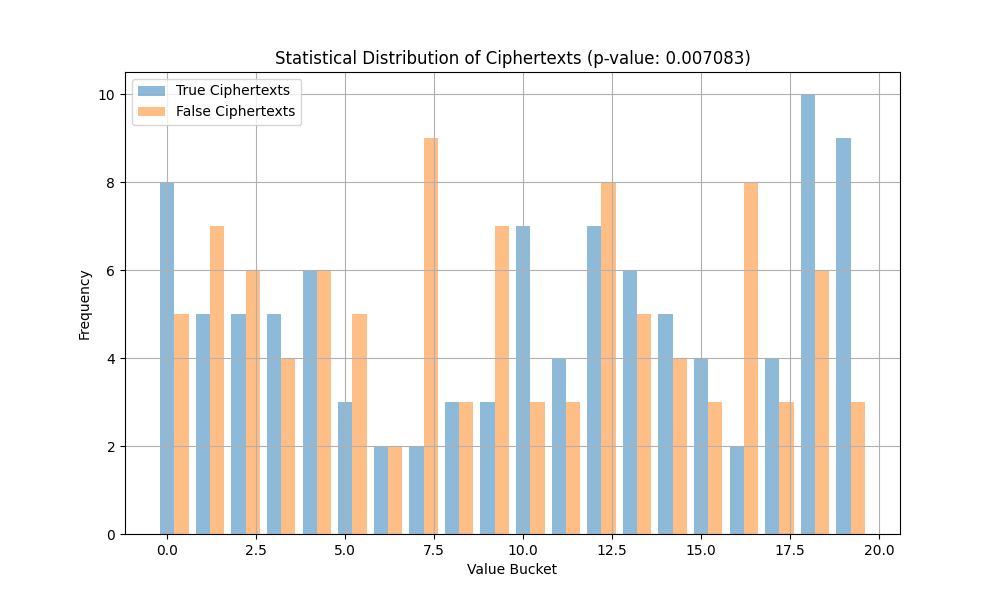 Statistical Distribution of Ciphertexts (p-value: 0.007083)
True Ciphertexts
False Ciphertexts
Frequency
10
8
6
4
2
0
0.0 2.5 5.0 7.5 10.0 12.5 15.0 17.5 20.0
Value Bucket